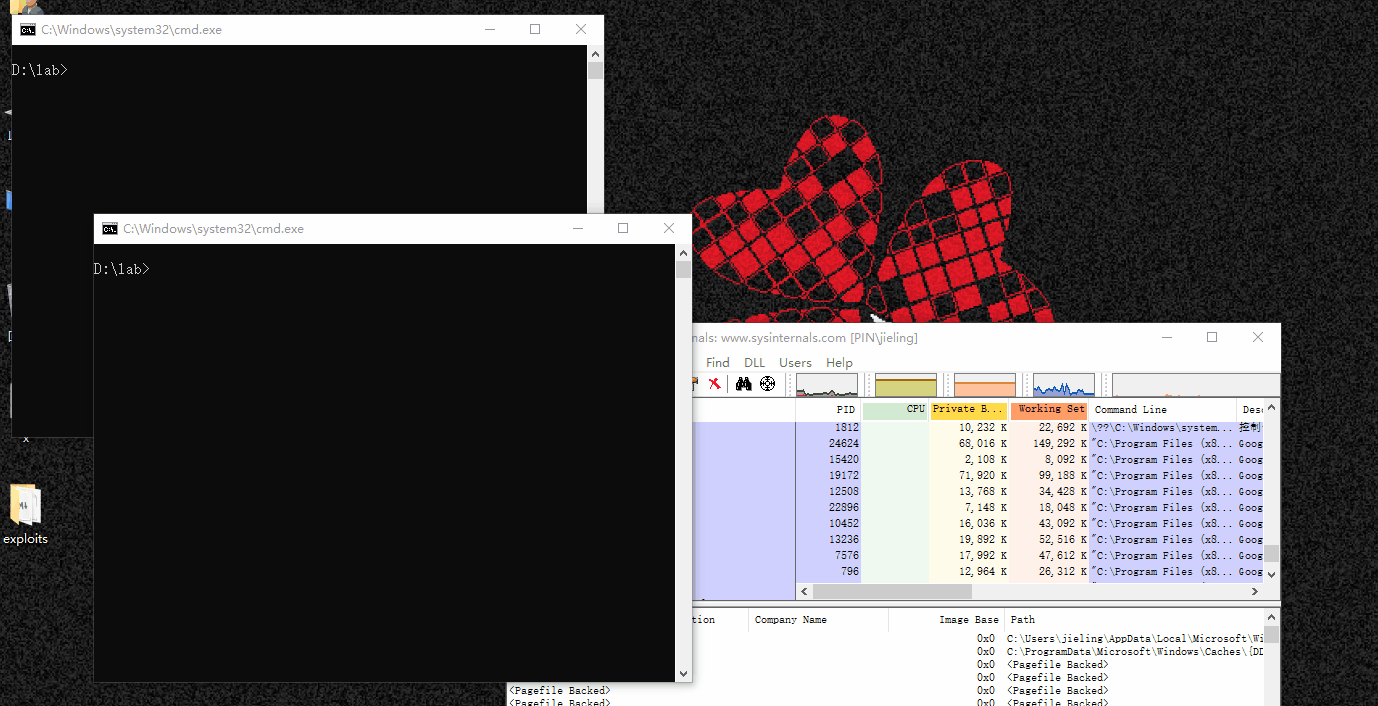 C:\Windows\system32\cmd.exe
D:\lab>
C:\Windows\system32\cmd.exe
D:\lab>
exploits
nals: www.sysinternals.com [PIN\jieling]
Find DLL Users Help
PID CPU Private B... Working Set Command Line Desc
1812 10,232 K 22,692 K \??\C:\Windows\system... 控制
24624 68,016 K 149,292 K "C:\Program Files (x8... Goog
15420 2,108 K 8,092 K "C:\Program Files (x8... Goog
19172 71,920 K 99,188 K "C:\Program Files (x8... Goog
12508 13,768 K 34,428 K "C:\Program Files (x8... Goog
22896 7,148 K 18,048 K "C:\Program Files (x8... Goog
10452 16,036 K 43,092 K "C:\Program Files (x8... Goog
13236 19,892 K 52,516 K "C:\Program Files (x8... Goog
7576 17,992 K 47,612 K "C:\Program Files (x8... Goog
796 12,964 K 26,312 K "C:\Program Files (x8... Goog
tion Company Name Image Base Path
0x0 C:\Users\jieling\AppData\Local\Microsoft\Wi
0x0 C:\ProgramData\Microsoft\Windows\Caches\{DD
0x0 <Pagefile Backed>
0x0 <Pagefile Backed>
<Pagefile Backed> 0x0 <Pagefile Backed>
<Pagefile Backed> 0x0 <Pagefile Backed>